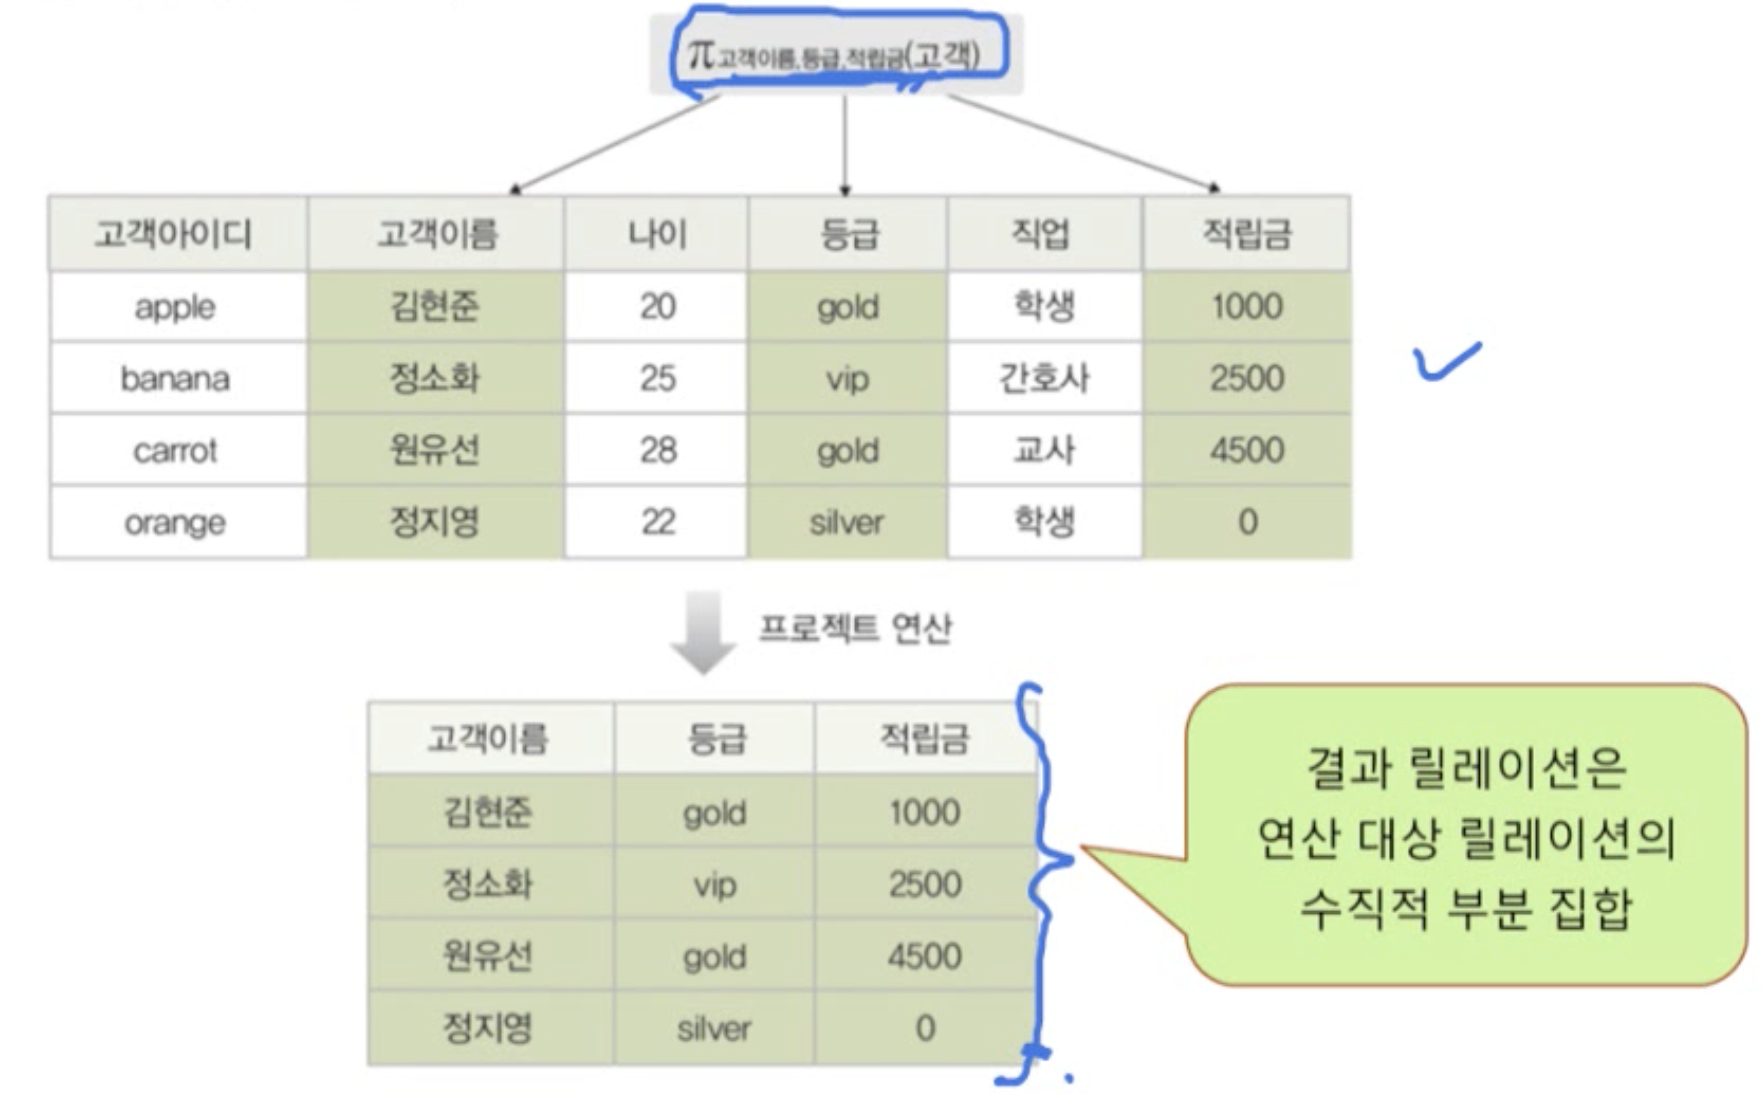 π고객이름,등급,적립금(고객)
고객아이디 고객이름 나이 등급 직업 적립금
apple 김현준 20 gold 학생 1000
banana 정소화 25 vip 간호사 2500
carrot 원유선 28 gold 교사 4500
orange 정지영 22 silver 학생 0
프로젝트 연산
고객이름 등급 적립금
김현준 gold 1000
정소화 vip 2500
원유선 gold 4500
정지영 silver 0
결과 릴레이션은
연산 대상 릴레이션의
수직적 부분 집합